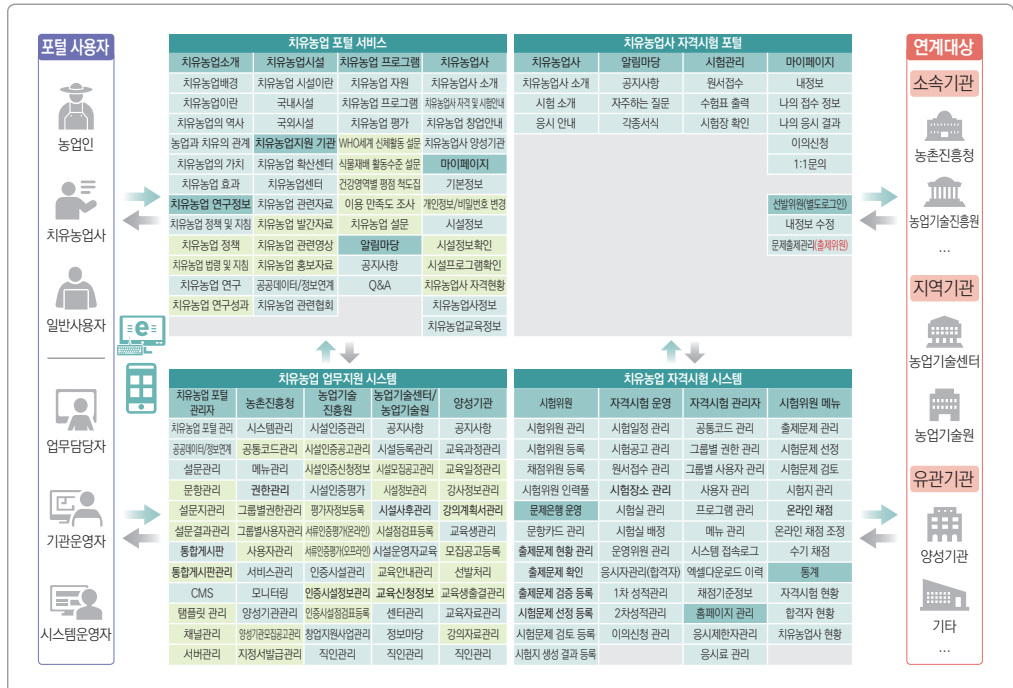 포털 사용자
농업인
치유농업사
일반사용자
업무담당자
기관운영자
시스템운영자
치유농업 포털 서비스
치유농업소개 치유농업시설 치유농업 프로그램 치유농업사
치유농업배경 치유농업 시설이란 치유농업 자원 치유농업사 소개
치유농업이란 국내시설 치유농업 프로그램 치유농업사 자격 및 시험안내
치유농업의 역사 국외시설 치유농업 평가 치유농업 창업안내
농업과 치유의 관계 치유농업지원 기관 WHO세계 신체활동 설문 치유농업사 양성기관
치유농업의 가치 치유농업 확산센터 식물재배 활동수준 설문 마이페이지
치유농업 효과 치유농업센터 건강영역별 평점 척도집 기본정보
치유농업 연구정보 치유농업 관련자료 이용 만족도 조사 개인정보/비밀번호 변경
치유농업 정책 및 지침 치유농업 발간자료 치유농업 설문 시설정보
치유농업 정책 치유농업 관련영상 알림마당 시설정보확인
치유농업 법령 및 지침 치유농업 홍보자료 공지사항 시설프로그램확인
치유농업 연구 공공데이터/정보연계 Q&A 치유농업사 자격현황
치유농업 연구성과 치유농업 관련협회 치유농업사정보
치유농업교육정보
치유농업사 자격시험 포털
치유농업사 알림마당 시험관리 마이페이지
치유농업사 소개 공지사항 원서접수 내정보
시험 소개 자주하는 질문 수험표 출력 나의 접수 정보
응시 안내 각종서식 시험장 확인 나의 응시 결과
이의신청
1:1문의
선발위원(별도로그인)
내정보 수정
문제출제관리(출제위원)
e
치유농업 업무지원 시스템
치유농업 포털 관리자 농촌진흥청 농업기술 진흥원 농업기술센터/농업기술원 양성기관
치유농업 포털 관리 시스템관리 시설인증관리 공지사항 공지사항
공공데이터/정보연계 공통코드관리 시설인증공고관리 시설등록관리 교육과정관리
설문관리 메뉴관리 시설인증신청정보 시설모집공고관리 교육일정관리
문항관리 권한관리 시설인증평가 시설정보관리 강사정보관리
설문지관리 그룹별권한관리 평가자정보등록 시설사후관리 강의계획서관리
설문결과관리 그룹별사용자관리 서류인증평가(온라인) 시설점검표등록 교육생관리
통합게시판 사용자관리 서류인증평가(오프라인) 시설운영자교육 모집공고등록
통합게시판관리 서비스관리 인증시설관리 교육안내관리 선발처리
CMS 모니터링 인증시설정보관리 교육신청정보 교육생출결관리
탬플릿 관리 양성기관관리 인증시설점검표등록 센터관리 교육자료관리
채널관리 양성기관모집공고관리 창업지원사업관리 정보마당 강의자료관리
서버관리 지정서발급관리 직인관리 직인관리 직인관리
치유농업 자격시험 시스템
시험위원 자격시험 운영 자격시험 관리자 시험위원 메뉴
시험위원 관리 시험일정 관리 공통코드 관리 출제문제 관리
시험위원 등록 시험공고 관리 그룹별 권한 관리 시험문제 선정
채점위원 등록 원서접수 관리 그룹별 사용자 관리 시험문제 검토
시험위원 인력풀 시험장소 관리 사용자 관리 시험지 관리
문제은행 운영 시험실 관리 프로그램 관리 온라인 채점
문항카드 관리 시험실 배정 메뉴 관리 온라인 채점 조정
출제문제 현황 관리 운영위원 관리 시스템 접속로그 수기 채점
출제문제 확인 응시자관리(합격자) 엑셀다운로드 이력 통계
출제문제 검증 등록 1차 성적관리 채점기준정보 자격시험 현황
시험문제 선정 등록 2차성적관리 홈페이지 관리 합격자 현황
시험문제 검토 등록 이의신청 관리 응시제한자관리 치유농업사 현황
시험지 생성 결과 등록 응시료 관리
연계대상
소속기관
농촌진흥청
농업기술진흥원
...
지역기관
농업기술센터
농업기술원
유관기관
양성기관
기타
...